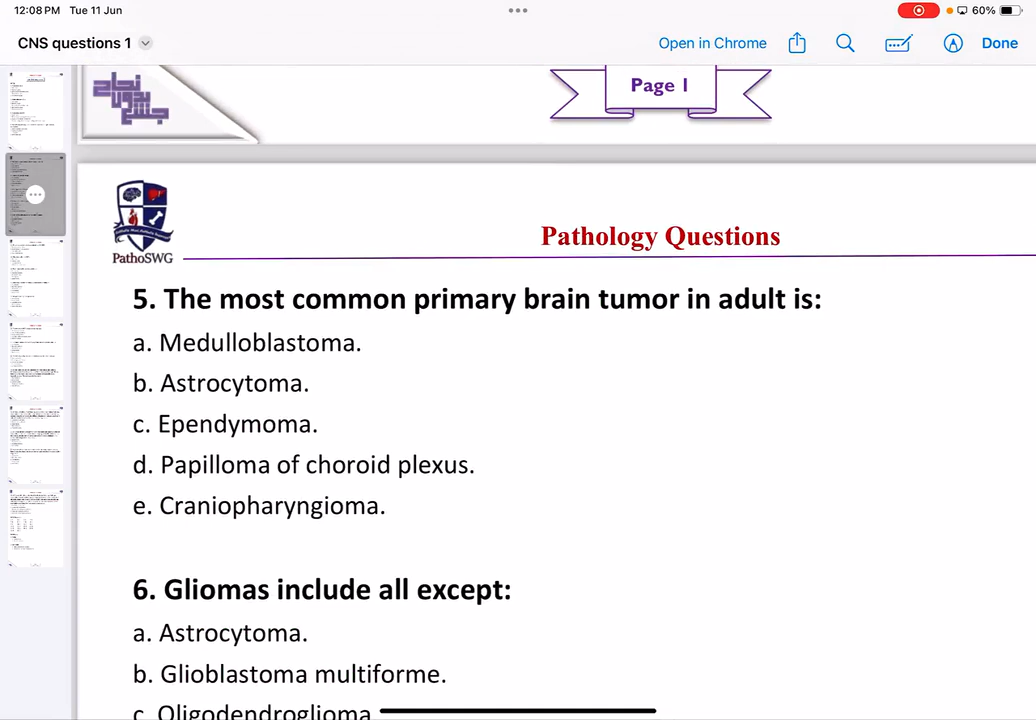 12:08 PM Tue 11 Jun
60%
CNS questions 1
Open in Chrome
Done
Page 1
PathoSWG
Pathology Questions
5. The most common primary brain tumor in adult is:
a. Medulloblastoma.
b. Astrocytoma.
c. Ependymoma.
d. Papilloma of choroid plexus.
e. Craniopharyngioma.
6. Gliomas include all except:
a. Astrocytoma.
b. Glioblastoma multiforme.
c. Oligodendroglioma